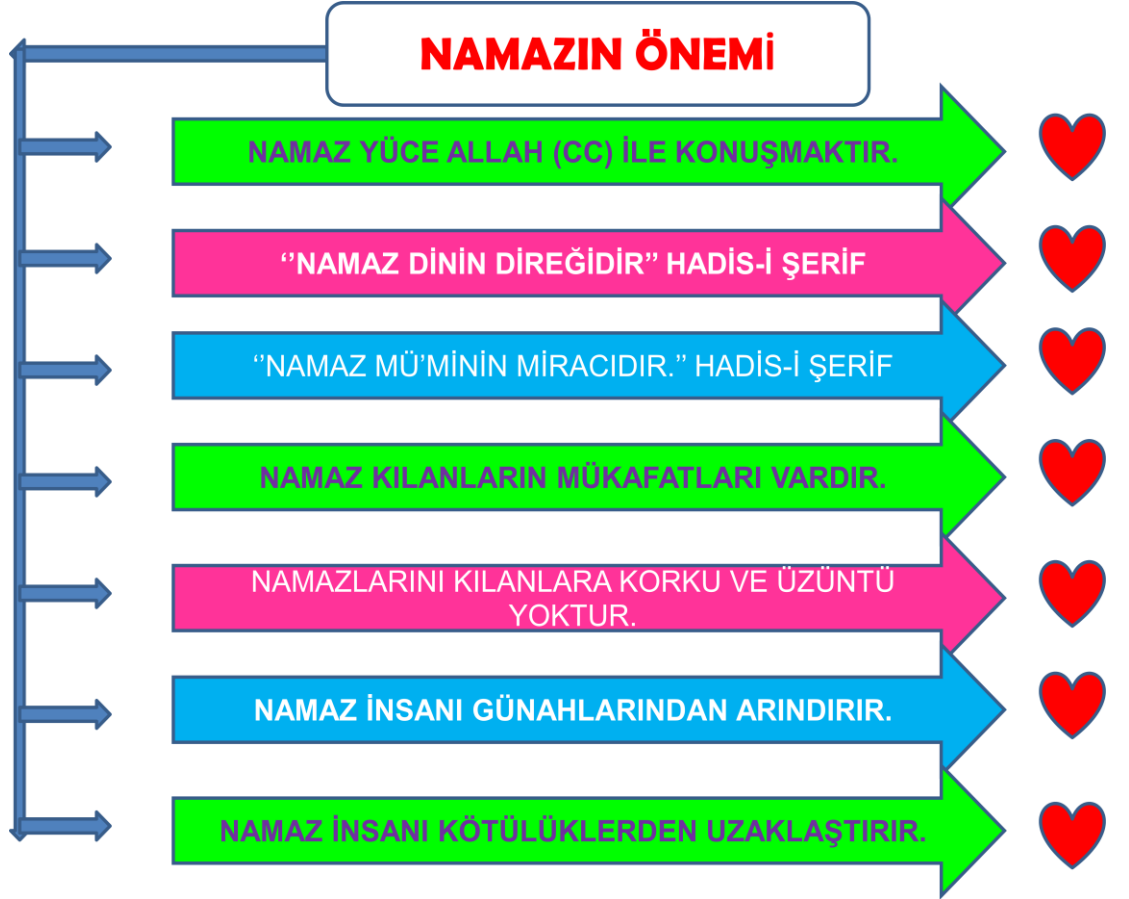 NAMAZIN ÖNEMİ
NAMAZ YÜCE ALLAH (CC) İLE KONUŞMAKTIR.
‘’NAMAZ DİNİN DİREĞİDİR’’ HADİS-İ ŞERİF
‘’NAMAZ MÜ’MİNİN MİRACIDIR.’’ HADİS-İ ŞERİF
NAMAZ KILANLARIN MÜKAFATLARI VARDIR.
NAMAZLARINI KILANLARA KORKU VE ÜZÜNTÜ
YOKTUR.
NAMAZ İNSANI GÜNAHLARINDAN ARINDIRIR.
NAMAZ İNSANI KÖTÜLÜKLERDEN UZAKLAŞTIRIR.